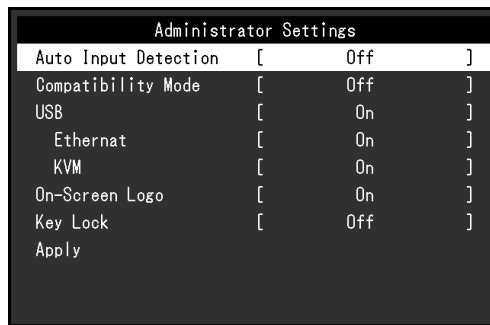 Administrator Settings
Auto Input Detection [ Off ]
Compatibility Mode [ Off ]
USB [ On ]
Ethernat [ On ]
KVM [ On ]
On-Screen Logo [ On ]
Key Lock [ Off ]
Apply